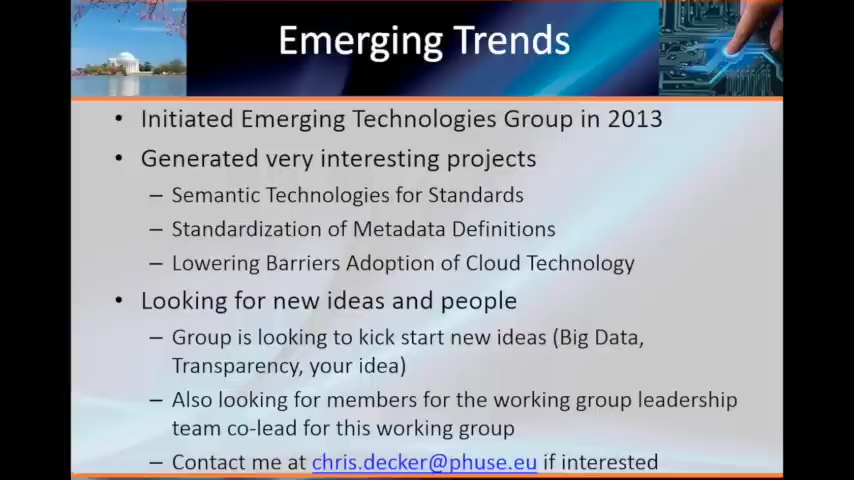 Emerging Trends
• Initiated Emerging Technologies Group in 2013
• Generated very interesting projects
– Semantic Technologies for Standards
– Standardization of Metadata Definitions
– Lowering Barriers Adoption of Cloud Technology
• Looking for new ideas and people
– Group is looking to kick start new ideas (Big Data,
Transparency, your idea)
– Also looking for members for the working group leadership
team co-lead for this working group
– Contact me at chris.decker@phuse.eu if interested